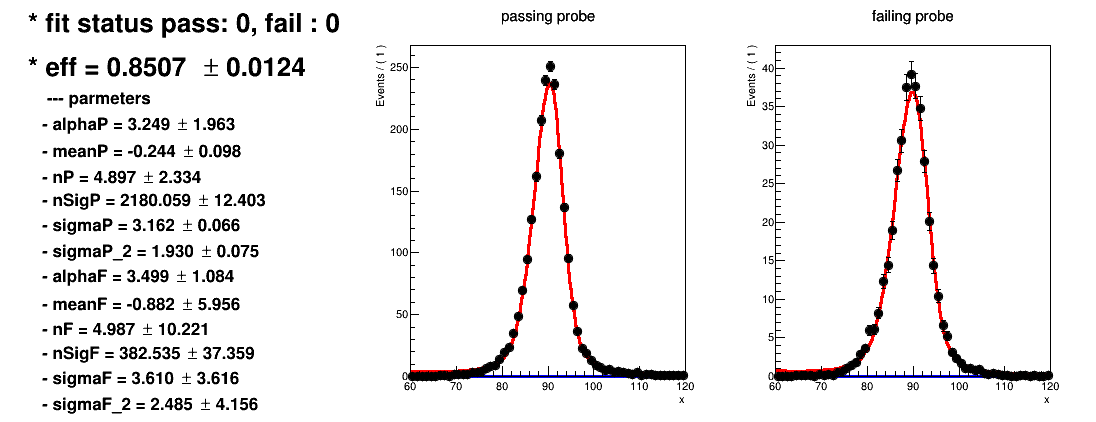 * fit status pass: 0, fail : 0
* eff = 0.8507 ± 0.0124
--- parmeters
- alphaP = 3.249 ± 1.963
- meanP = -0.244 ± 0.098
- nP = 4.897 ± 2.334
- nSigP = 2180.059 ± 12.403
- sigmaP = 3.162 ± 0.066
- sigmaP_2 = 1.930 ± 0.075
- alphaF = 3.499 ± 1.084
- meanF = -0.882 ± 5.956
- nF = 4.987 ± 10.221
- nSigF = 382.535 ± 37.359
- sigmaF = 3.610 ± 3.616
- sigmaF_2 = 2.485 ± 4.156
passing probe
Events / ( 1 )
250
200
150
100
50
0
60 70 80 90 100 110 120
x
failing probe
Events / ( 1 )
40
35
30
25
20
15
10
5
0
60 70 80 90 100 110 120
x